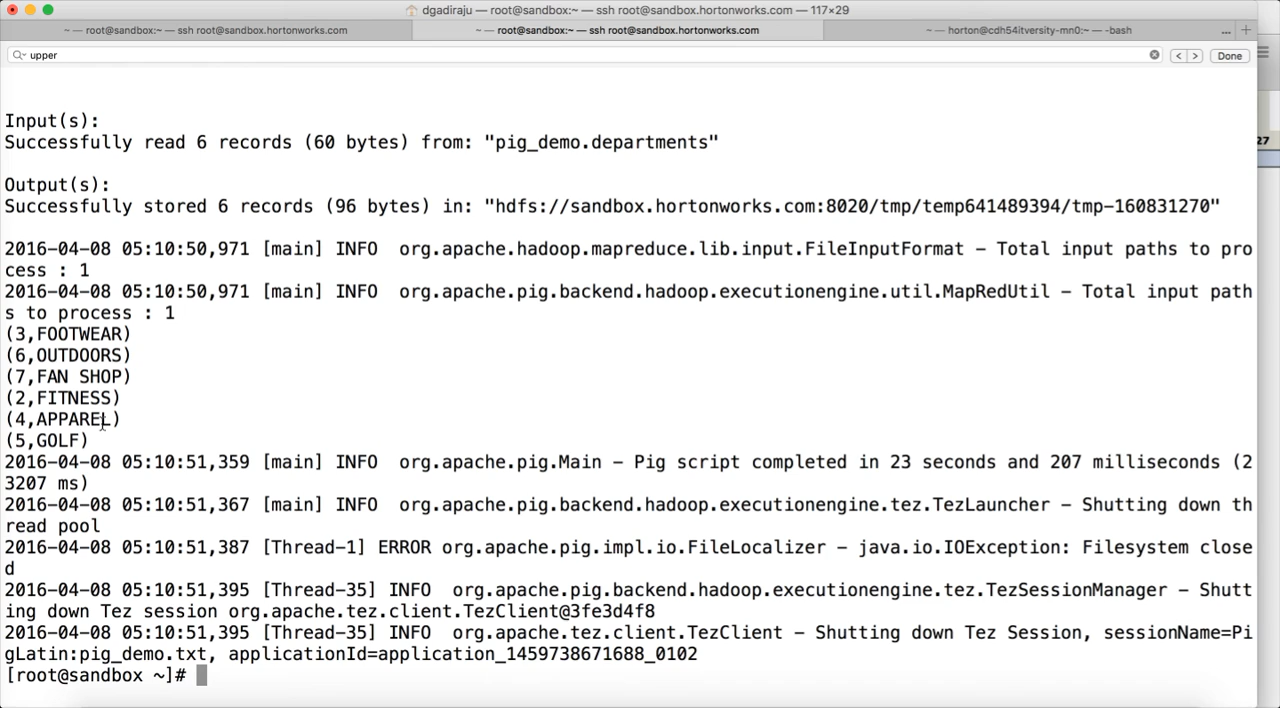 dgadiraju — root@sandbox:~ — ssh root@sandbox.hortonworks.com — 117×29
~ — root@sandbox:~ — ssh root@sandbox.hortonworks.com
~ — root@sandbox:~ — ssh root@sandbox.hortonworks.com
~ — horton@cdh54itversity-mn0:~ — -bash
... +
upper
< > Done
Input(s):
Successfully read 6 records (60 bytes) from: "pig_demo.departments"
Output(s):
Successfully stored 6 records (96 bytes) in: "hdfs://sandbox.hortonworks.com:8020/tmp/temp641489394/tmp-160831270"
2016-04-08 05:10:50,971 [main] INFO  org.apache.hadoop.mapreduce.lib.input.FileInputFormat - Total input paths to pro
cess : 1
2016-04-08 05:10:50,971 [main] INFO  org.apache.pig.backend.hadoop.executionengine.util.MapRedUtil - Total input path
s to process : 1
(3,FOOTWEAR)
(6,OUTDOORS)
(7,FAN SHOP)
(2,FITNESS)
(4,APPAREL)
(5,GOLF)
2016-04-08 05:10:51,359 [main] INFO  org.apache.pig.Main - Pig script completed in 23 seconds and 207 milliseconds (2
3207 ms)
2016-04-08 05:10:51,367 [main] INFO  org.apache.pig.backend.hadoop.executionengine.tez.TezLauncher - Shutting down th
read pool
2016-04-08 05:10:51,387 [Thread-1] ERROR org.apache.pig.impl.io.FileLocalizer - java.io.IOException: Filesystem close
d
2016-04-08 05:10:51,395 [Thread-35] INFO  org.apache.pig.backend.hadoop.executionengine.tez.TezSessionManager - Shutt
ing down Tez session org.apache.tez.client.TezClient@3fe3d4f8
2016-04-08 05:10:51,395 [Thread-35] INFO  org.apache.tez.client.TezClient - Shutting down Tez Session, sessionName=Pi
gLatin:pig_demo.txt, applicationId=application_1459738671688_0102
[root@sandbox ~]#
27